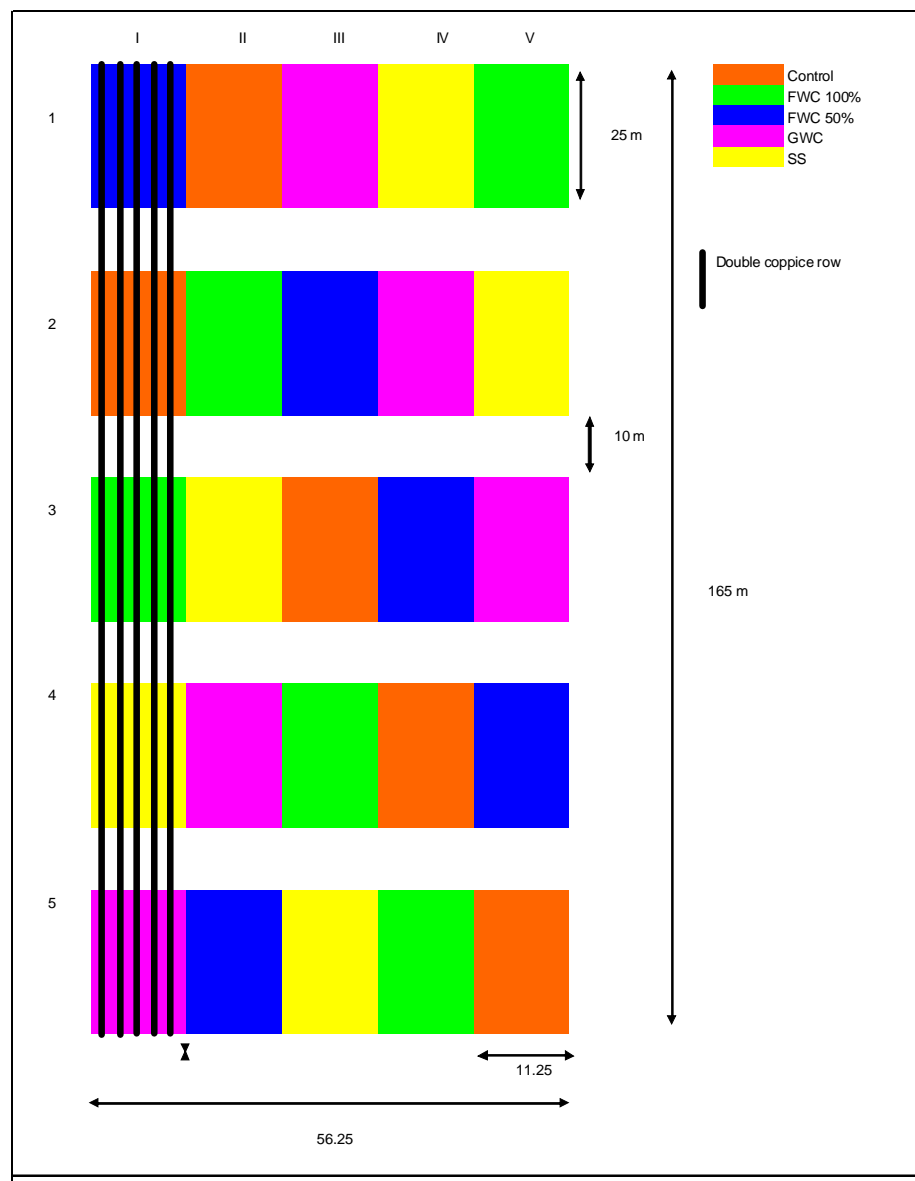 I II III IV V
Control
FWC 100%
FWC 50%
GWC
SS
1
25 m
Double coppice row
2
10 m
3
165 m
4
5
11.25
56.25